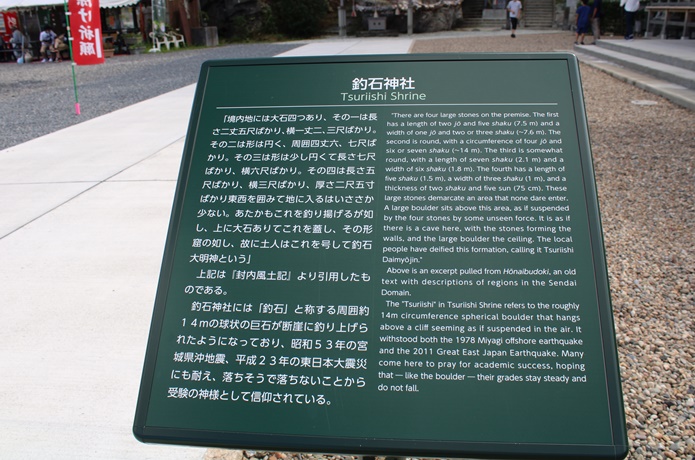 除け祈願
釣石神社
Tsuriishi Shrine
「境内地には大石四つあり、その一は長
さ二丈五尺ばかり、横一丈二、三尺ばかり。
その二は形は円く、周囲四丈六、七尺ば
かり。その三は形は少し円くて長さ七尺
ばかり、横六尺ばかり。その四は長さ五
尺ばかり、横三尺ばかり、厚さ二尺五寸
ばかり東西を囲みて地に入るはいささか
少ない。あたかもこれを釣り揚げるが如
し、上に大石ありてこれを蓋し、その形
窟の如し、故に土人はこれを号して釣石
大明神という」
上記は『封内風土記』より引用したも
のである。
釣石神社には「釣石」と称する周囲約
14mの球状の巨石が断崖に釣り上げら
れたようになっており、昭和53年の宮
城県沖地震、平成23年の東日本大震災
にも耐え、落ちそうで落ちないことから
受験の神様として信仰されている。
"There are four large stones on the premise. The first
has a length of two jō and five shaku (7.5 m) and a
width of one jō and two or three shaku (~7.6 m). The
second is round, with a circumference of four jō and
six or seven shaku (~14 m). The third is somewhat
round, with a length of seven shaku (2.1 m) and a
width of six shaku (1.8 m). The fourth has a length of
five shaku (1.5 m), a width of three shaku (1 m), and a
thickness of two shaku and five sun (75 cm). These
large stones demarcate an area that none dare enter.
A large boulder sits above this area, as if suspended
by the four stones by some unseen force. It is as if
there is a cave here, with the stones forming the
walls, and the large boulder the ceiling. The local
people have deified this formation, calling it Tsuriishi
Daimyōjin."
Above is an excerpt pulled from Hōnaibudoki, an old
text with descriptions of regions in the Sendai
Domain.
The "Tsuriishi" in Tsuriishi Shrine refers to the roughly
14m circumference spherical boulder that hangs
above a cliff seeming as if suspended in the air. It
withstood both the 1978 Miyagi offshore earthquake
and the 2011 Great East Japan Earthquake. Many
come here to pray for academic success, hoping
that — like the boulder — their grades stay steady and
do not fall.